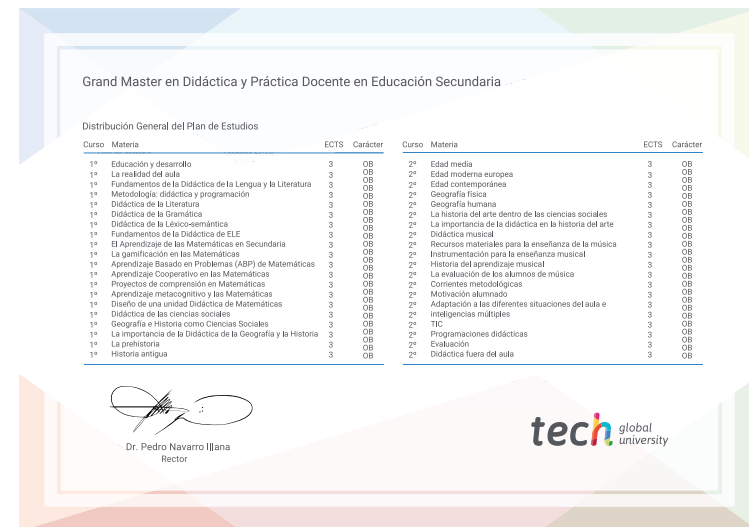 Grand Master en Didáctica y Práctica Docente en Educación Secundaria
Distribución General del Plan de Estudios
Curso Materia ECTS Carácter
1º Educación y desarrollo 3 OB
1º La realidad del aula 3 OB
1º Fundamentos de la Didáctica de la Lengua y la Literatura 3 OB
1º Metodología: didáctica y programación 3 OB
1º Didáctica de la Literatura 3 OB
1º Didáctica de la Gramática 3 OB
1º Didáctica de la Léxico-semántica 3 OB
1º Fundamentos de la Didáctica de ELE 3 OB
1º El Aprendizaje de las Matemáticas en Secundaria 3 OB
1º La gamificación en las Matemáticas 3 OB
1º Aprendizaje Basado en Problemas (ABP) de Matemáticas 3 OB
1º Aprendizaje Cooperativo en las Matemáticas 3 OB
1º Proyectos de comprensión en Matemáticas 3 OB
1º Aprendizaje metacognitivo y las Matemáticas 3 OB
1º Diseño de una unidad Didáctica de Matemáticas 3 OB
1º Didáctica de las ciencias sociales 3 OB
1º Geografía e Historia como Ciencias Sociales 3 OB
1º La importancia de la Didáctica de la Geografía y la Historia 3 OB
1º La prehistoria 3 OB
1º Historia antigua 3 OB
Curso Materia ECTS Carácter
2º Edad media 3 OB
2º Edad moderna europea 3 OB
2º Edad contemporánea 3 OB
2º Geografía física 3 OB
2º Geografía humana 3 OB
2º La historia del arte dentro de las ciencias sociales 3 OB
2º La importancia de la didáctica en la historia del arte 3 OB
2º Didáctica musical 3 OB
2º Recursos materiales para la enseñanza de la música 3 OB
2º Instrumentación para la enseñanza musical 3 OB
2º Historia del aprendizaje musical 3 OB
2º La evaluación de los alumnos de música 3 OB
2º Corrientes metodológicas 3 OB
2º Motivación alumnado 3 OB
2º Adaptación a las diferentes situaciones del aula e 3 OB
2º inteligencias múltiples 3 OB
2º TIC 3 OB
2º Programaciones didácticas 3 OB
2º Evaluación 3 OB
2º Didáctica fuera del aula 3 OB
Dr. Pedro Navarro Illana
Rector
tech global
university